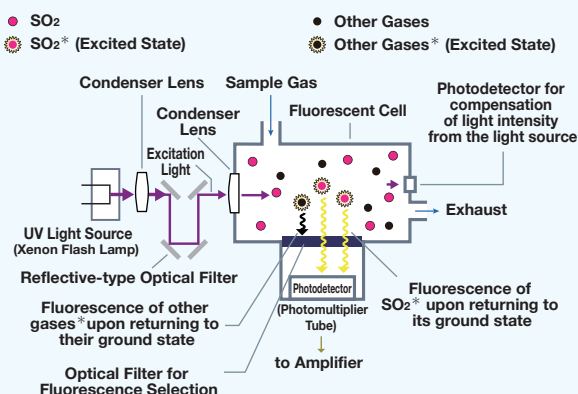 SO2
SO2* (Excited State)
Other Gases
Other Gases* (Excited State)
Condenser Lens
Sample Gas
Condenser
Lens
Fluorescent Cell
Photodetector for
compensation
of light intensity
from the light source
Excitation
Light
UV Light Source
(Xenon Flash Lamp)
Exhaust
Reflective-type Optical Filter
Photodetector
(Photomultiplier
Tube)
Fluorescence of other
gases* upon returning to
their ground state
Fluorescence of
SO2* upon returning to
its ground state
to Amplifier
Optical Filter for
Fluorescence Selection